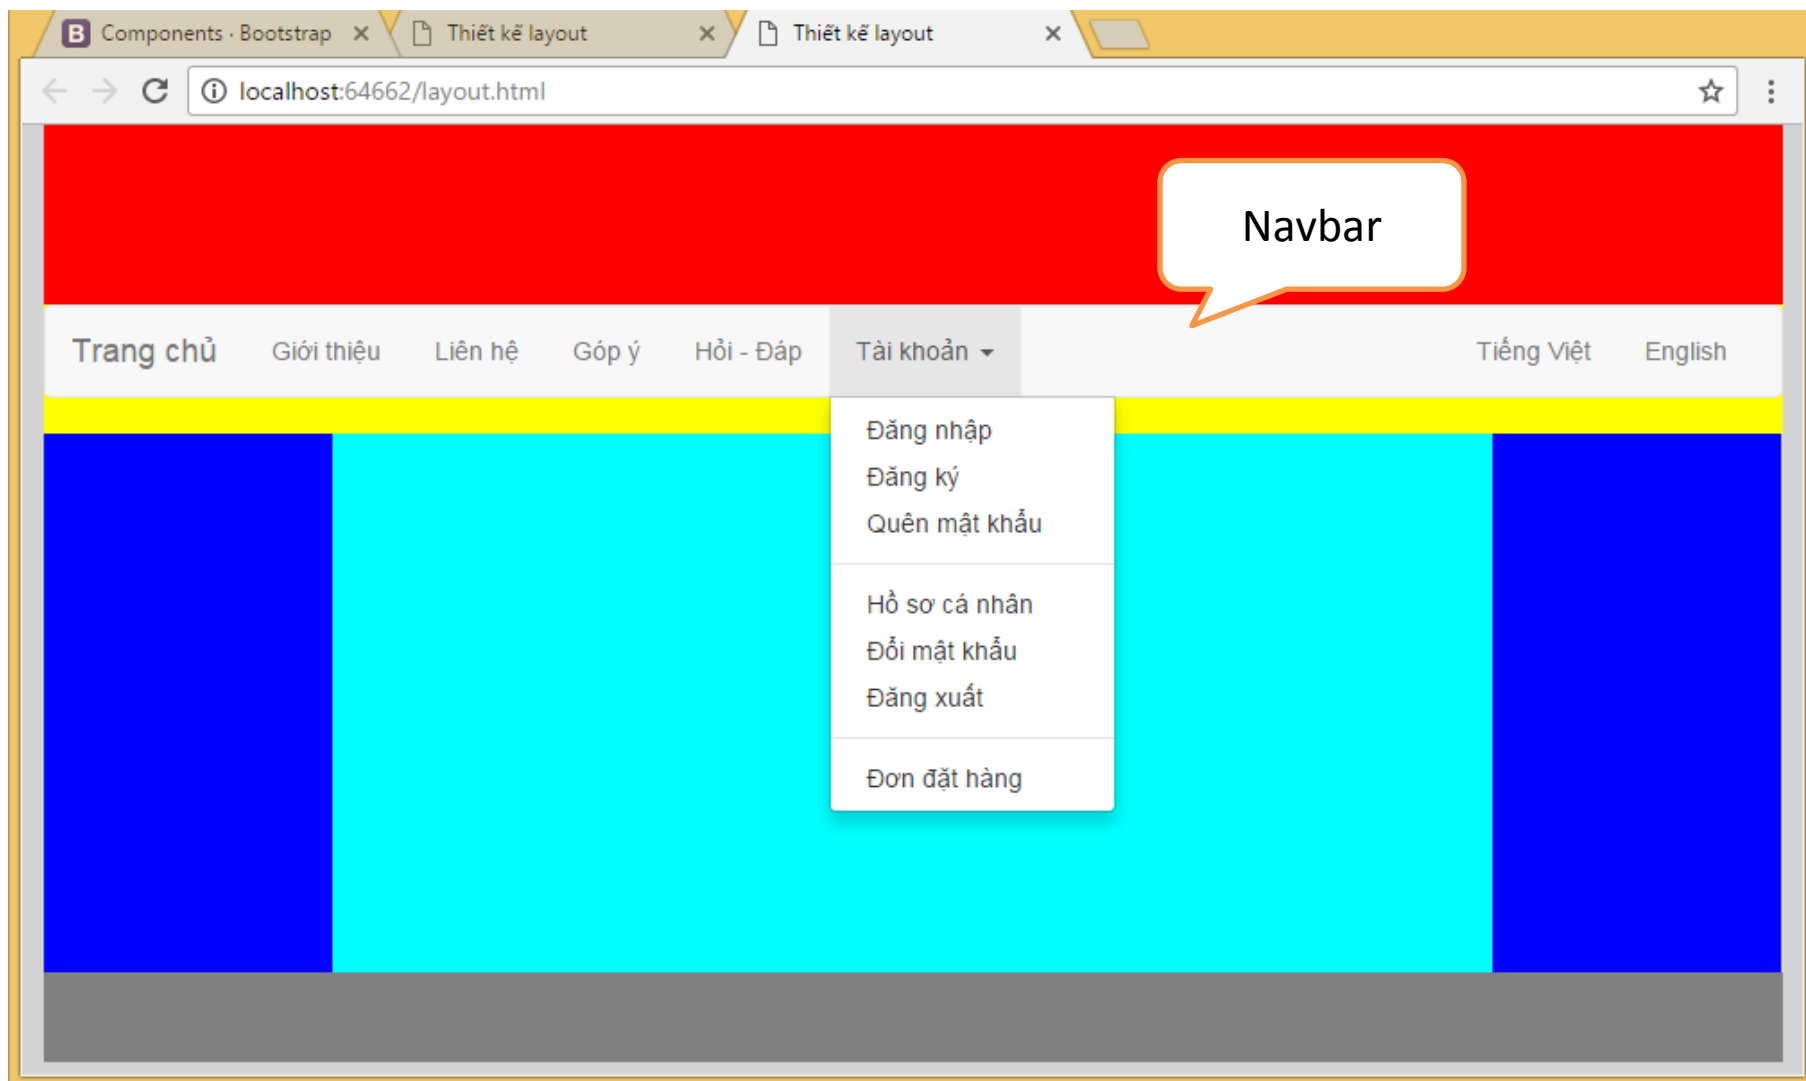 Components · Bootstrap
Thiết kế layout
Thiết kế layout
localhost:64662/layout.html
Navbar
Trang chủ Giới thiệu Liên hệ Góp ý Hỏi - Đáp Tài khoản Tiếng Việt English
Đăng nhập
Đăng ký
Quên mật khẩu
Hồ sơ cá nhân
Đổi mật khẩu
Đăng xuất
Đơn đặt hàng